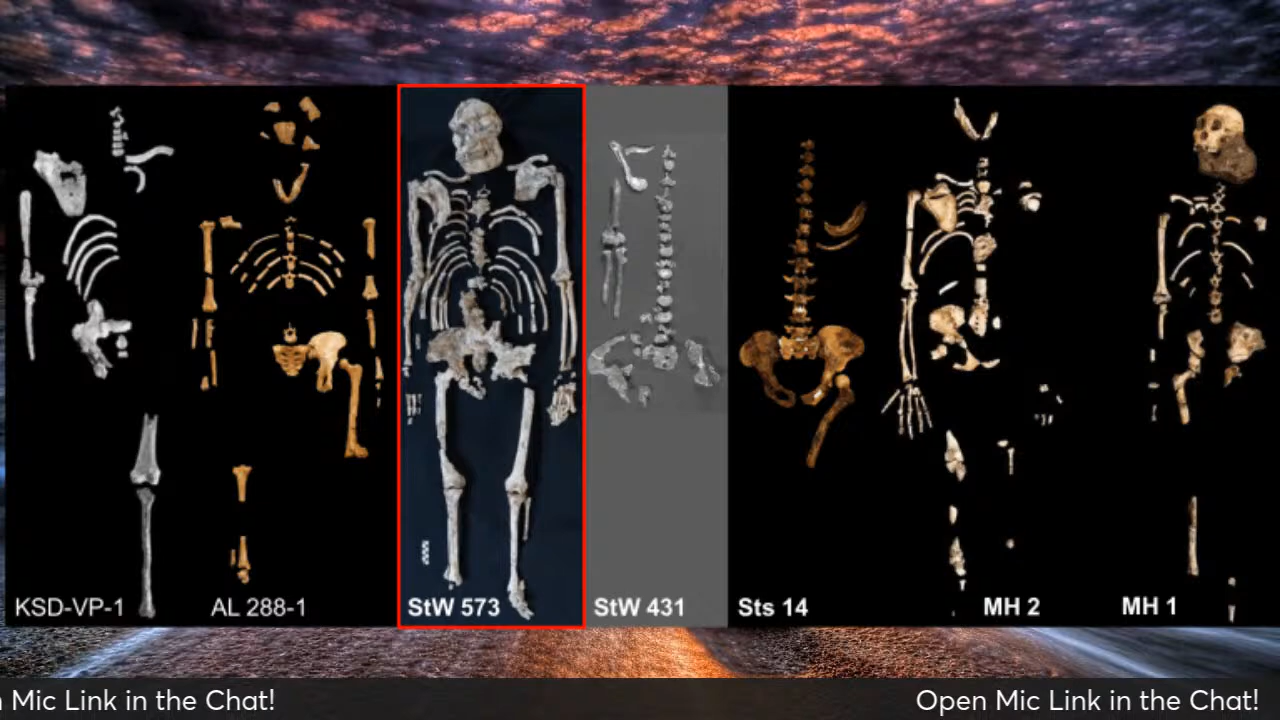 KSD-VP-1
AL 288-1
StW 573
StW 431
Sts 14
MH 2
MH 1
Mic Link in the Chat!
Open Mic Link in the Chat!